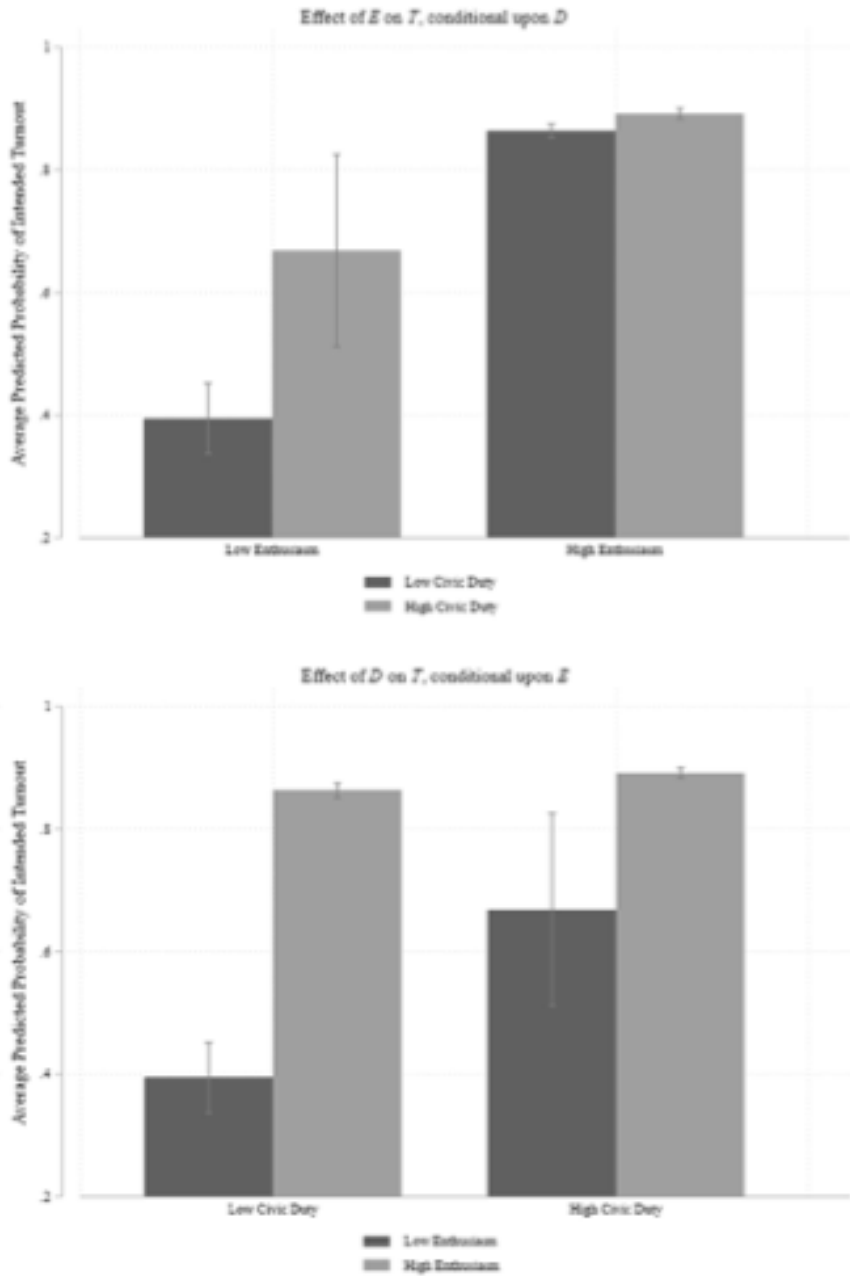 Effect of E on T, conditional upon D
Average Predicted Probability of Intended Turnout
1
.8
.6
.4
.2
Low Enthusiasm
High Enthusiasm
Low Civic Duty
High Civic Duty
Effect of D on T, conditional upon E
Average Predicted Probability of Intended Turnout
1
.8
.6
.4
.2
Low Civic Duty
High Civic Duty
Low Enthusiasm
High Enthusiasm